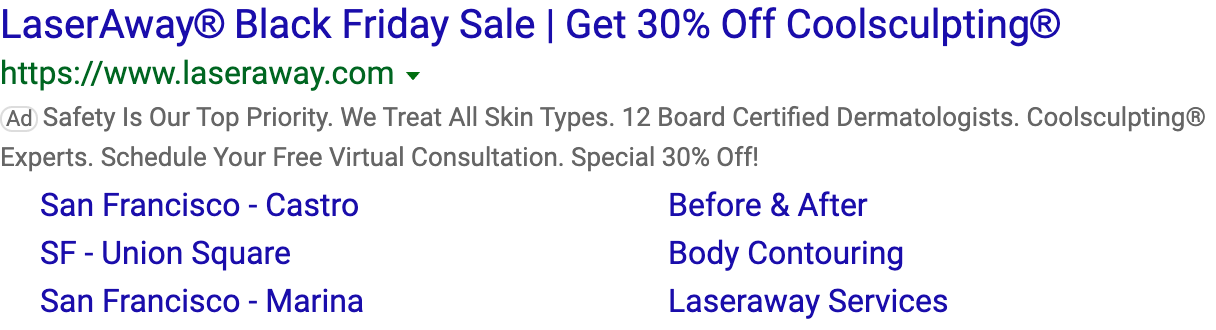 LaserAway® Black Friday Sale | Get 30% Off Coolsculpting®
https://www.laseraway.com
Ad Safety Is Our Top Priority. We Treat All Skin Types. 12 Board Certified Dermatologists. Coolsculpting®
Experts. Schedule Your Free Virtual Consultation. Special 30% Off!
San Francisco - Castro
Before & After
SF - Union Square
Body Contouring
San Francisco - Marina
Laseraway Services